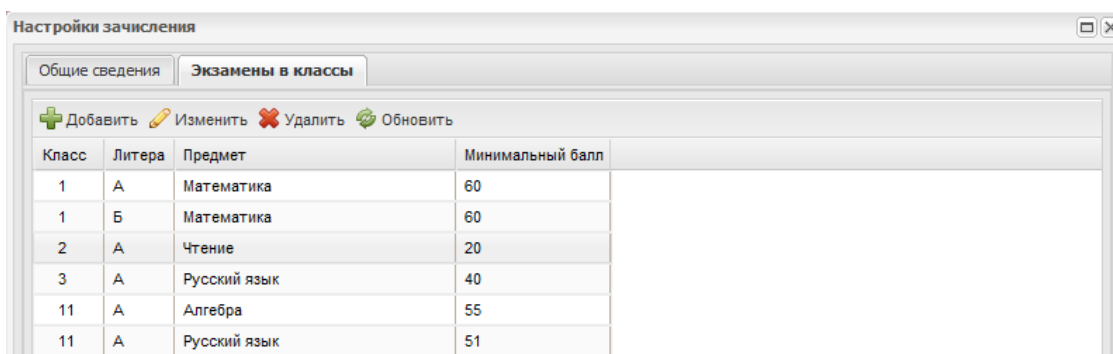 Настройки зачисления
Общие сведения Экзамены в классы
Добавить Изменить Удалить Обновить
Класс Литера Предмет Минимальный балл
1 А Математика 60
1 Б Математика 60
2 А Чтение 20
3 А Русский язык 40
11 А Алгебра 55
11 А Русский язык 51